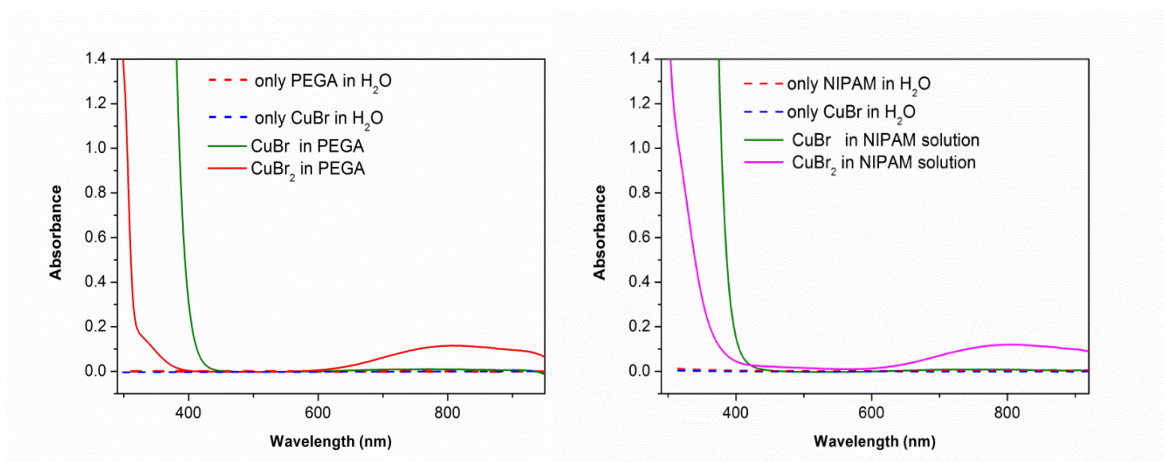 1.4
1.2
1.0
0.8
0.6
0.4
0.2
0.0
Absorbance
only PEGA in H₂O
only CuBr in H₂O
CuBr in PEGA
CuBr₂ in PEGA
400
600
800
Wavelength (nm)
1.4
1.2
1.0
0.8
0.6
0.4
0.2
0.0
Absorbance
only NIPAM in H₂O
only CuBr in H₂O
CuBr in NIPAM solution
CuBr₂ in NIPAM solution
400
600
800
Wavelength (nm)